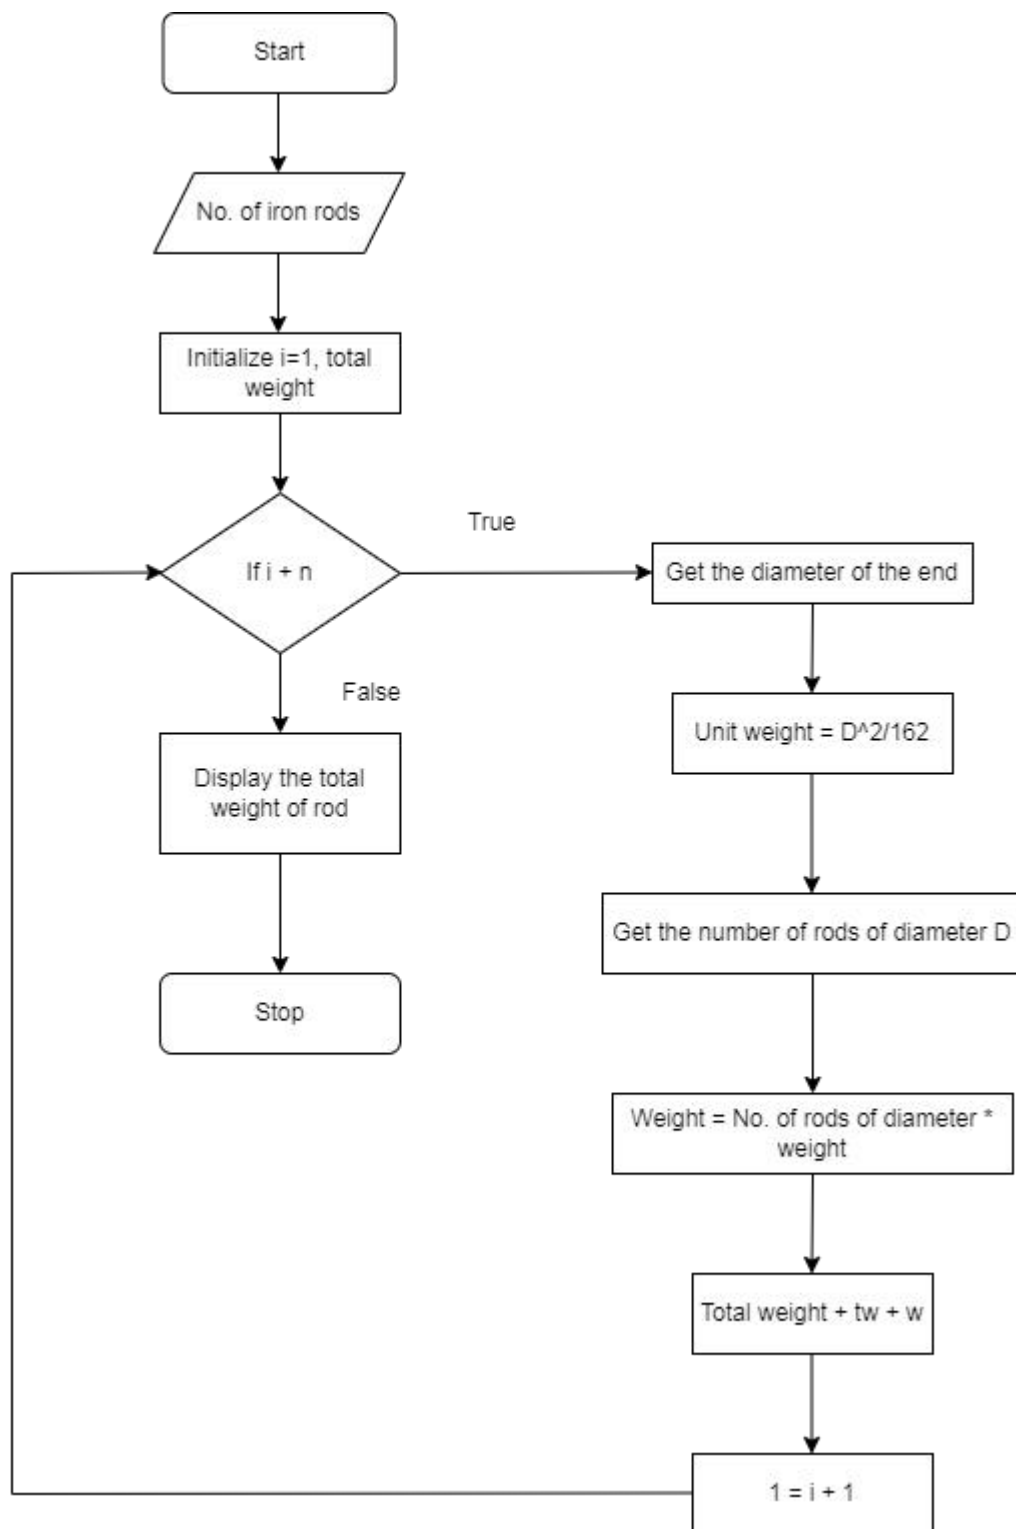 Start
No. of iron rods
Initialize i=1, total
weight
If i + n
True
False
Display the total
weight of rod
Stop
Get the diameter of the end
Unit weight = D^2/162
Get the number of rods of diameter D
Weight = No. of rods of diameter *
weight
Total weight + tw + w
1 = i + 1